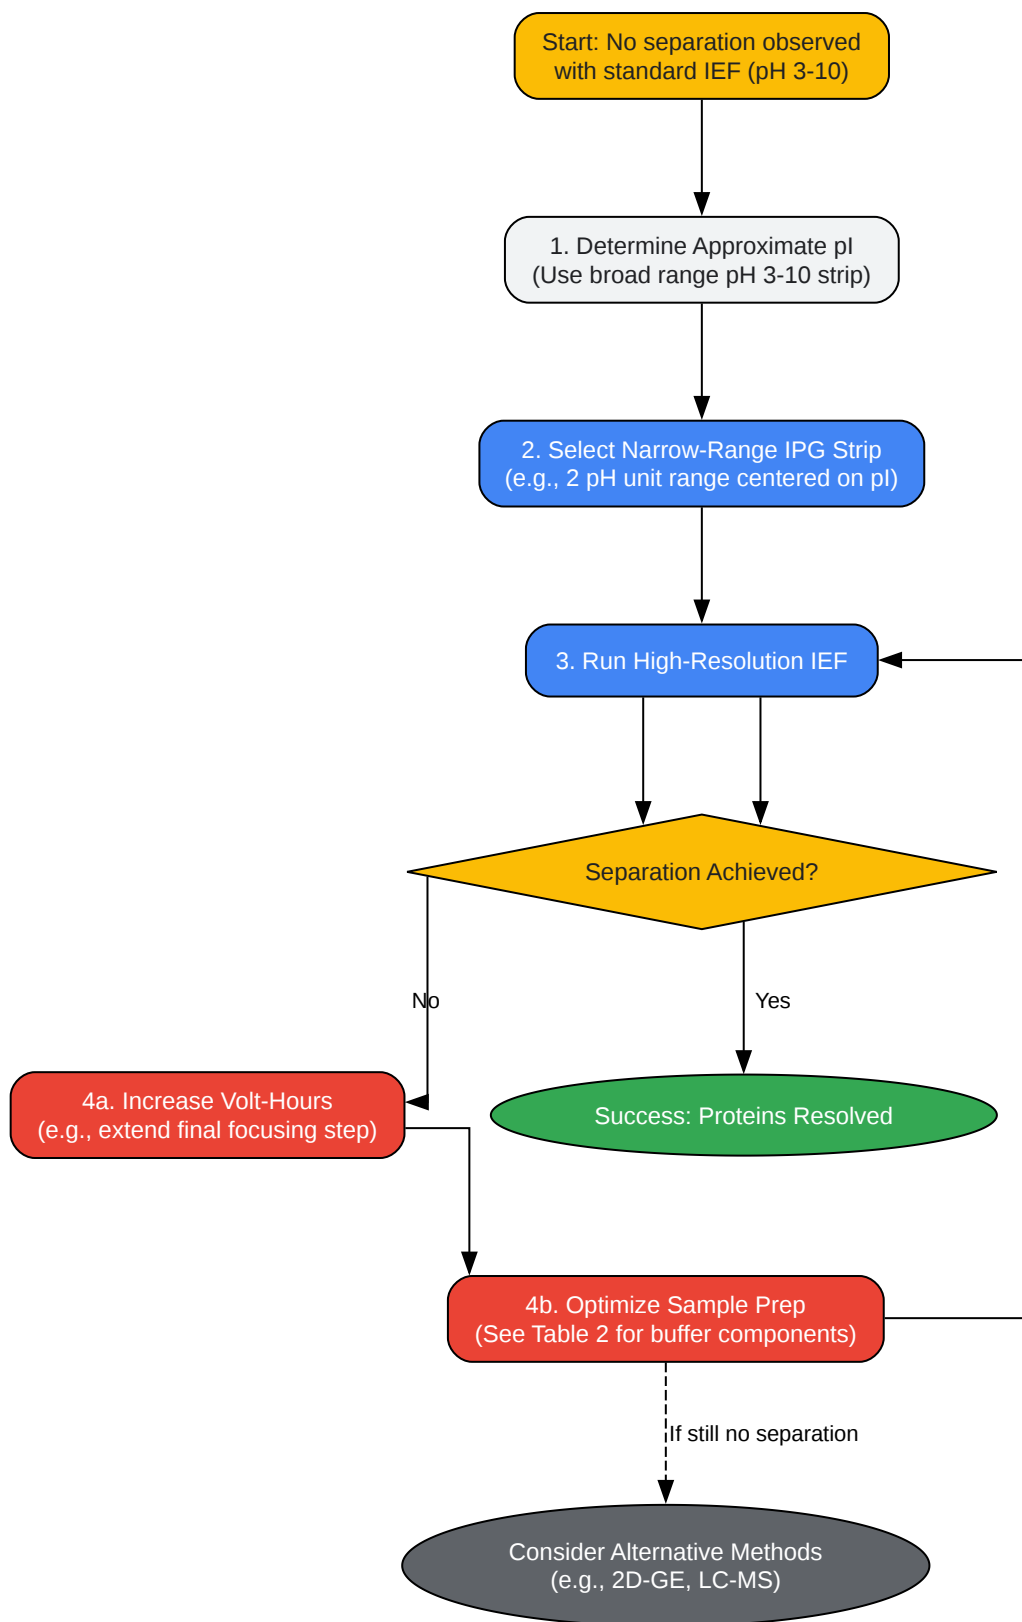 Start: No separation observed
with standard IEF (pH 3-10)
1. Determine Approximate pI
(Use broad range pH 3-10 strip)
2. Select Narrow-Range IPG Strip
(e.g., 2 pH unit range centered on pI)
3. Run High-Resolution IEF
Separation Achieved?
No
Yes
4a. Increase Volt-Hours
(e.g., extend final focusing step)
Success: Proteins Resolved
4b. Optimize Sample Prep
(See Table 2 for buffer components)
If still no separation
Consider Alternative Methods
(e.g., 2D-GE, LC-MS)